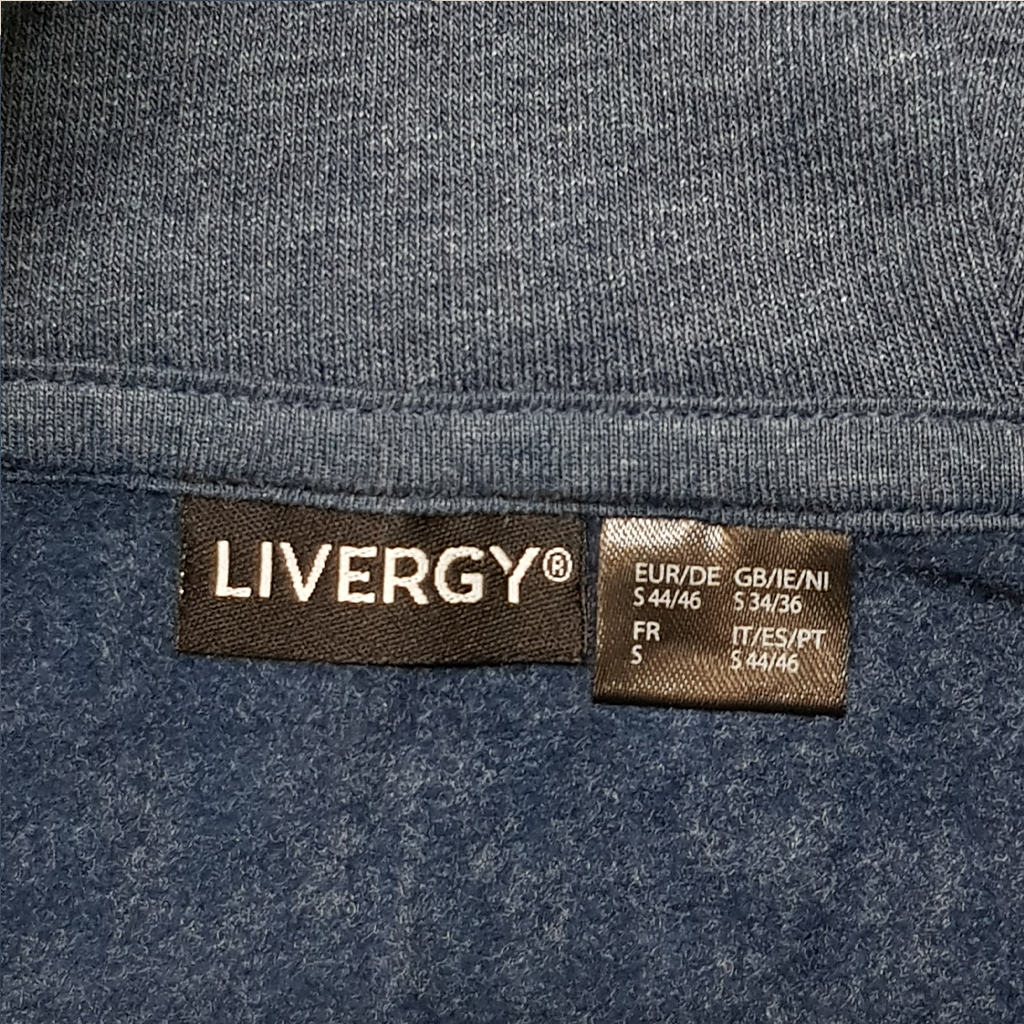 LIVERGY®
EUR/DE GB/IE/NI
S 44/46 S 34/36
FR IT/ES/PT
S S 44/46